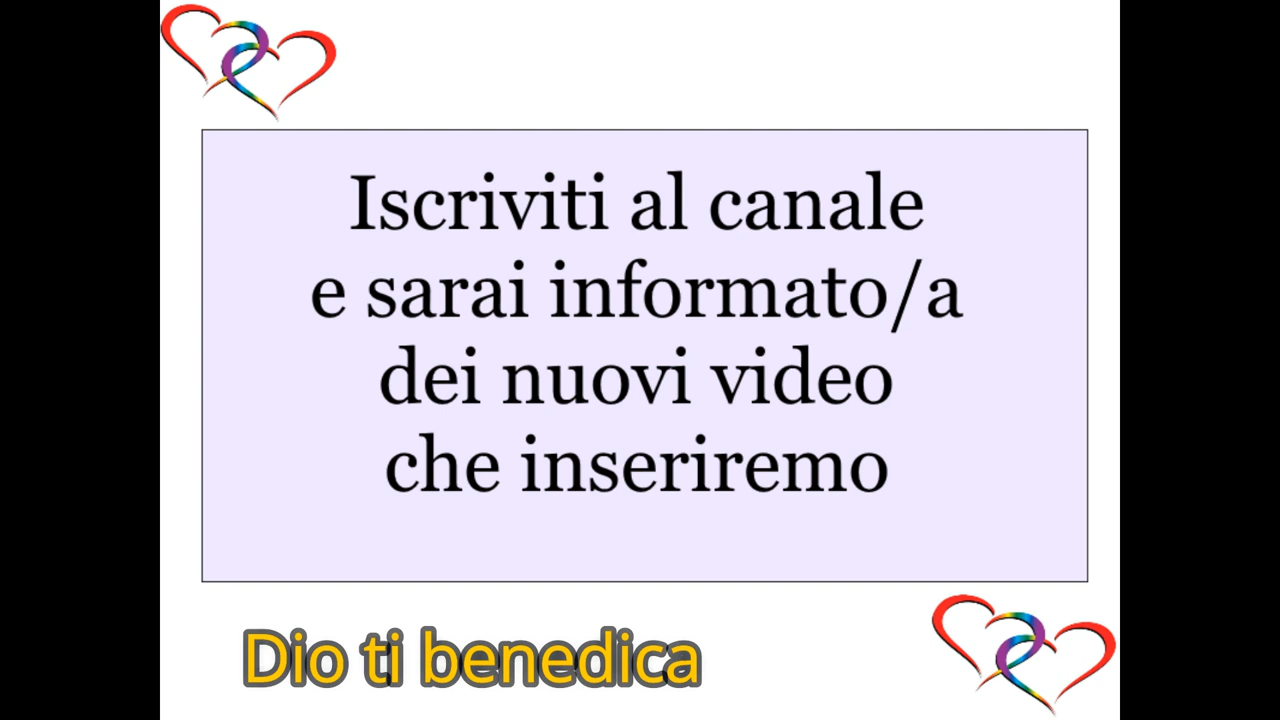 Iscriviti al canale
e sarai informato/a
dei nuovi video
che inseriremo
Dio ti benedica